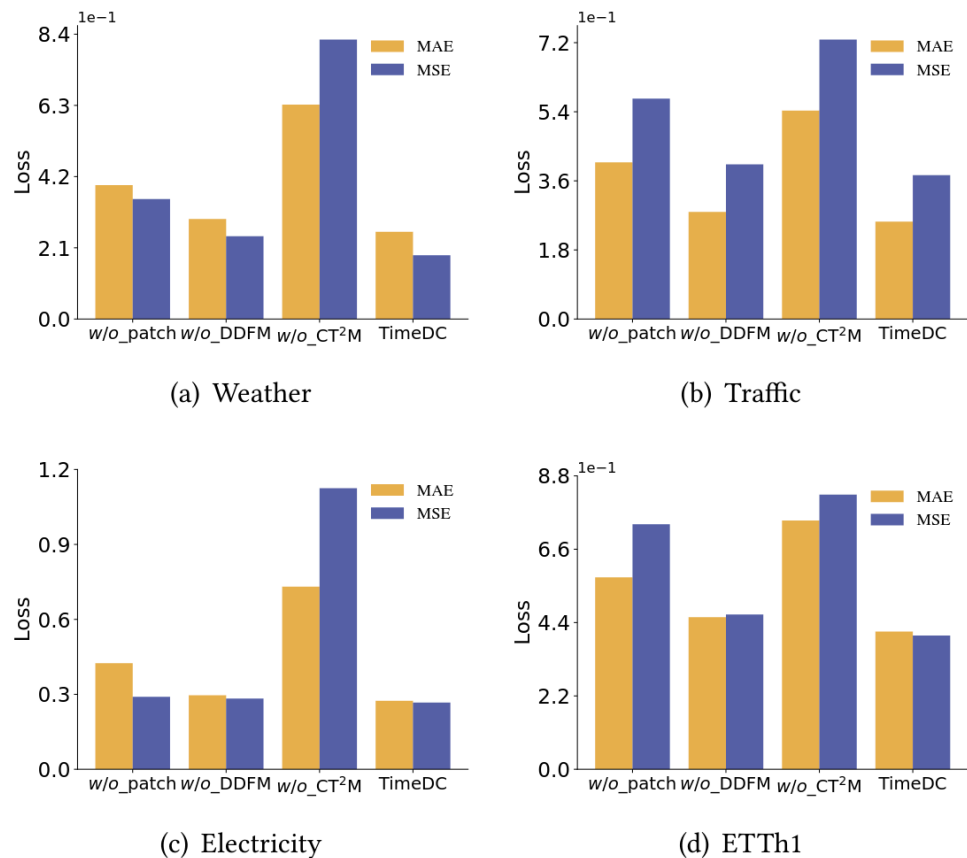 1e−1
8.4
6.3
4.2
2.1
0.0
Loss
MAE
MSE
w/o_patch w/o_DDFM w/o_CT²M TimeDC
(a) Weather
1e−1
7.2
5.4
3.6
1.8
0.0
Loss
MAE
MSE
w/o_patch w/o_DDFM w/o_CT²M TimeDC
(b) Traffic
1.2
0.9
0.6
0.3
0.0
Loss
MAE
MSE
w/o_patch w/o_DDFM w/o_CT²M TimeDC
(c) Electricity
1e−1
8.8
6.6
4.4
2.2
0.0
Loss
MAE
MSE
w/o_patch w/o_DDFM w/o_CT²M TimeDC
(d) ETTh1